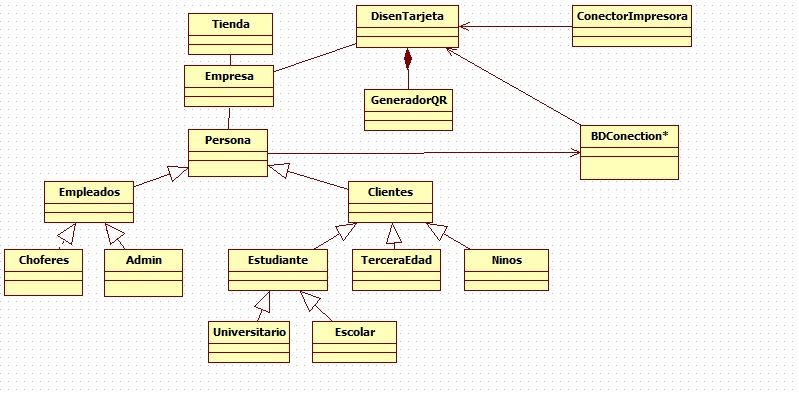 Tienda
DisenTarjeta
ConectorImpresora
Empresa
GeneradorQR
Persona
BDConection*
Empleados
Clientes
Choferes
Admin
Estudiante
TerceraEdad
Ninos
Universitario
Escolar